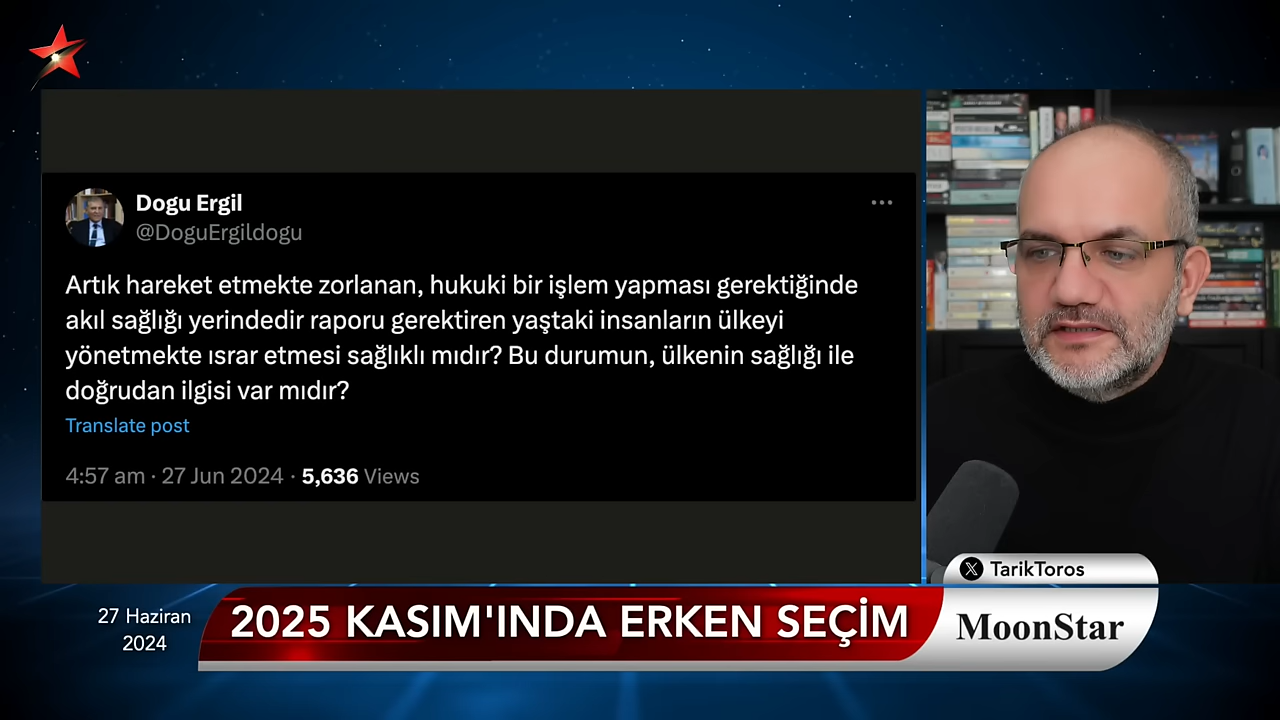 Dogu Ergil
@DoguErgildogu
Artık hareket etmekte zorlanan, hukuki bir işlem yapması gerektiğinde
akıl sağlığı yerindedir raporu gerektiren yaştaki insanların ülkeyi
yönetmekte ısrar etmesi sağlıklı mıdır? Bu durumun, ülkenin sağlığı ile
doğrudan ilgisi var mıdır?
Translate post
4:57 am · 27 Jun 2024 · 5,636 Views
X TarikToros
27 Haziran
2024
2025 KASIM'INDA ERKEN SEÇİM
MoonStar